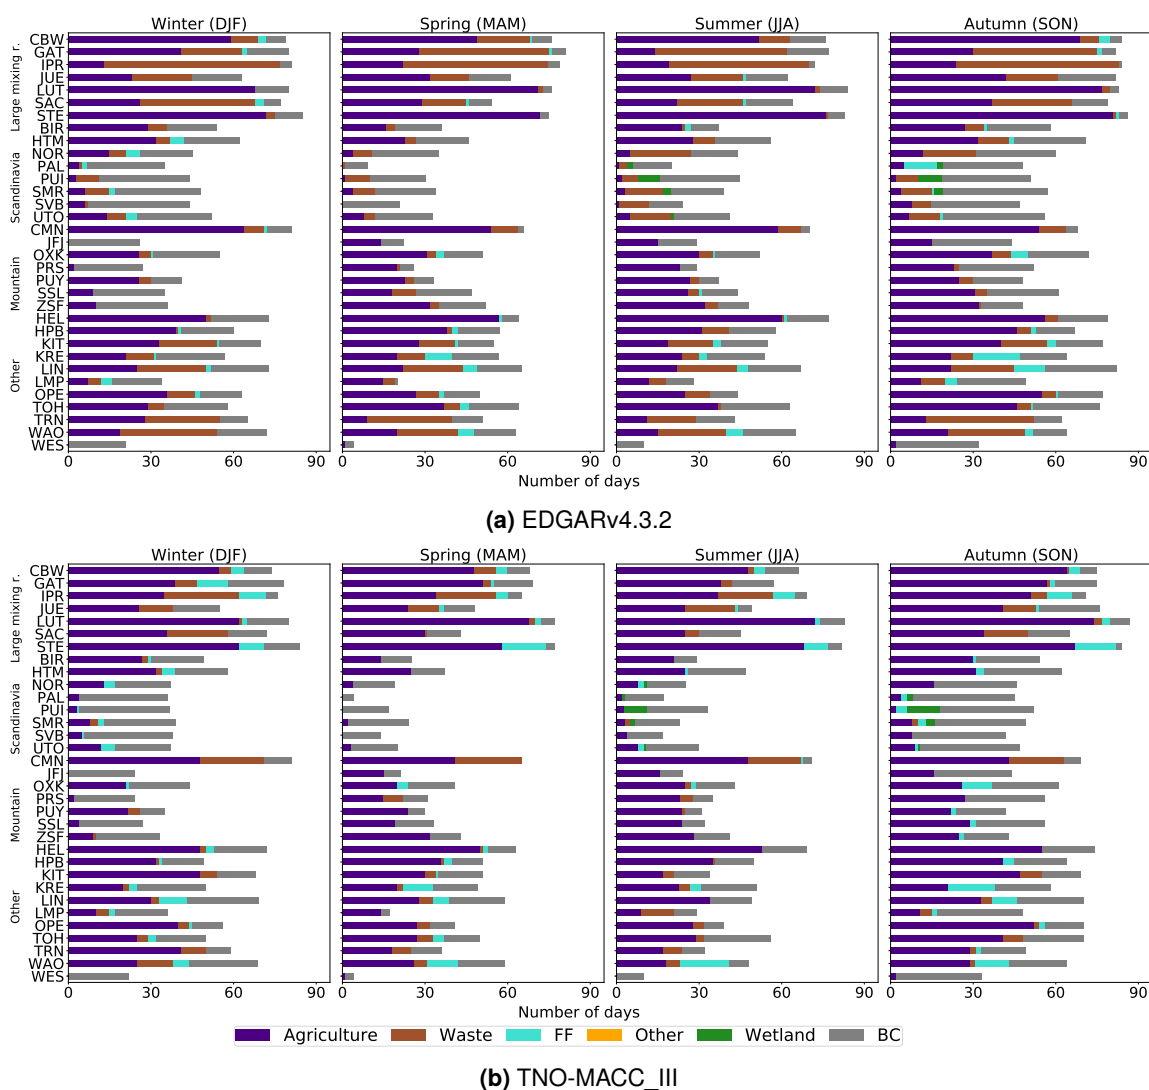 Winter (DJF) Spring (MAM) Summer (JJA) Autumn (SON)
Large mixing r.
CBW
GAT
IPR
JUE
LUT
SAC
STE
BIR
HTM
Scandinavia
NOR
PAL
PUI
SMR
SVB
UTO
Mountain
CMN
JFJ
OXK
PRS
PUY
SSL
ZSF
Other
HEL
HPB
KIT
KRE
LIN
LMP
OPE
TOH
TRN
WAO
WES
0 30 60 90 0 30 60 90 0 30 60 90 0 30 60 90
Number of days
(a) EDGARv4.3.2
Winter (DJF) Spring (MAM) Summer (JJA) Autumn (SON)
Large mixing r.
CBW
GAT
IPR
JUE
LUT
SAC
STE
BIR
HTM
Scandinavia
NOR
PAL
PUI
SMR
SVB
UTO
Mountain
CMN
JFJ
OXK
PRS
PUY
SSL
ZSF
Other
HEL
HPB
KIT
KRE
LIN
LMP
OPE
TOH
TRN
WAO
WES
0 30 60 90 0 30 60 90 0 30 60 90 0 30 60 90
Number of days
Agriculture Waste FF Other Wetland BC
(b) TNO-MACC_III